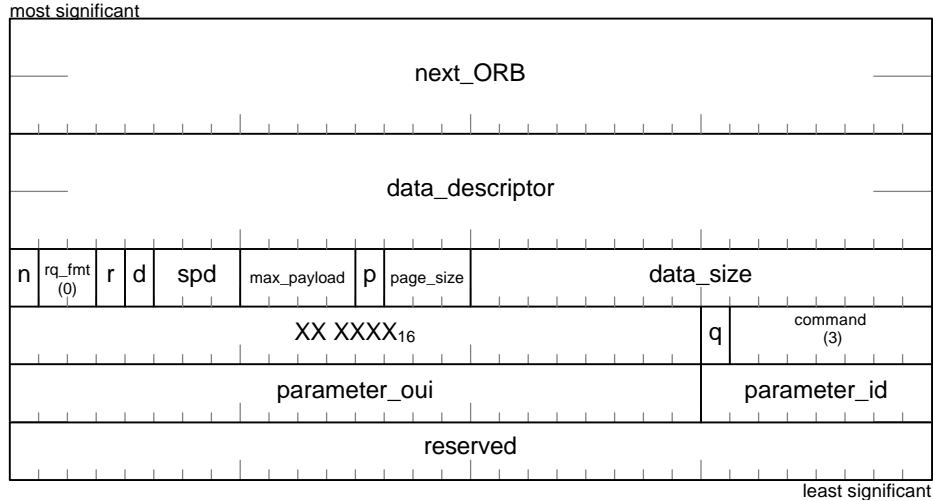 most significant
next_ORB
data_descriptor
n rq_fmt (0) r d spd max_payload p page_size data_size
XX XXXX₁₆ q command (3)
parameter_oui parameter_id
reserved
least significant